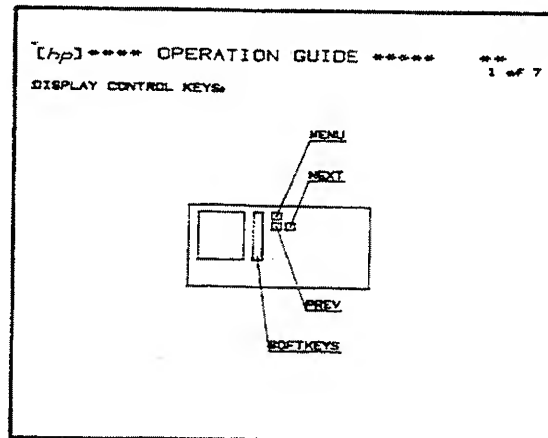 [hp]**** OPERATION GUIDE ***** **
1 of 7
DISPLAY CONTROL KEYS:
MENU
NEXT
PREV
SOFTKEYS